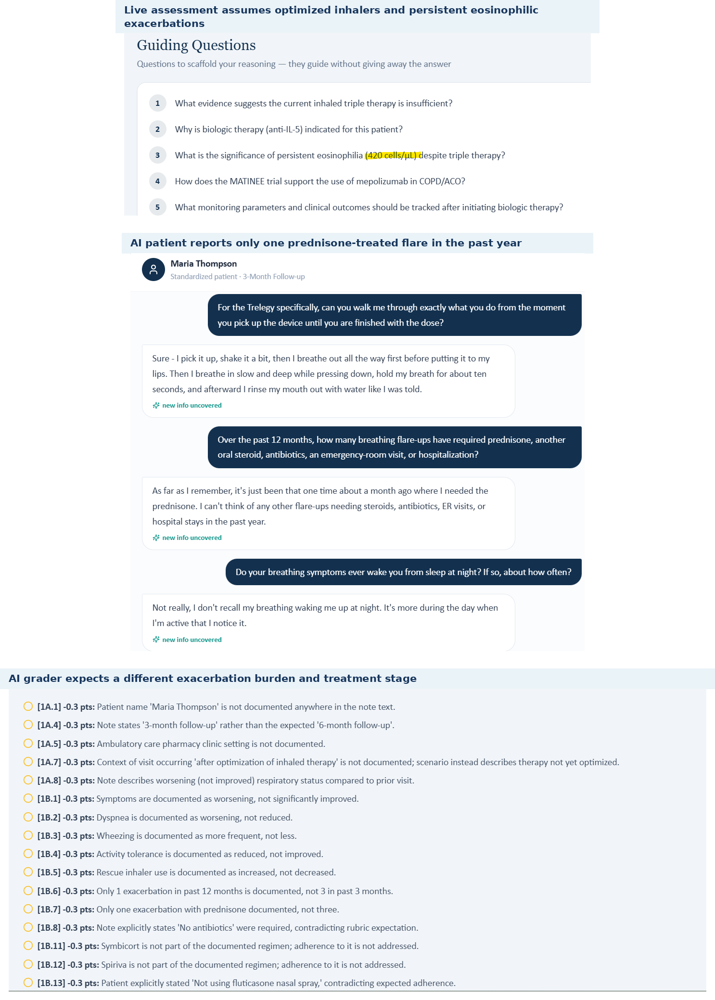 Live assessment assumes optimized inhalers and persistent eosinophilic
exacerbations
Guiding Questions
Questions to scaffold your reasoning — they guide without giving away the answer
1 What evidence suggests the current inhaled triple therapy is insufficient?
2 Why is biologic therapy (anti-IL-5) indicated for this patient?
3 What is the significance of persistent eosinophilia (420 cells/µL) despite triple therapy?
4 How does the MATINEE trial support the use of mepolizumab in COPD/ACO?
5 What monitoring parameters and clinical outcomes should be tracked after initiating biologic therapy?
AI patient reports only one prednisone-treated flare in the past year
Maria Thompson
Standardized patient · 3-Month Follow-up
For the Trelegy specifically, can you walk me through exactly what you do from the moment
you pick up the device until you are finished with the dose?
Sure - I pick it up, shake it a bit, then I breathe out all the way first before putting it to my
lips. Then I breathe in slow and deep while pressing down, hold my breath for about ten
seconds, and afterward I rinse my mouth out with water like I was told.
new info uncovered
Over the past 12 months, how many breathing flare-ups have required prednisone, another
oral steroid, antibiotics, an emergency-room visit, or hospitalization?
As far as I remember, it's just been that one time about a month ago where I needed the
prednisone. I can't think of any other flare-ups needing steroids, antibiotics, ER visits, or
hospital stays in the past year.
new info uncovered
Do your breathing symptoms ever wake you from sleep at night? If so, about how often?
Not really, I don't recall my breathing waking me up at night. It's more during the day when
I'm active that I notice it.
new info uncovered
AI grader expects a different exacerbation burden and treatment stage
[1A.1] -0.3 pts: Patient name 'Maria Thompson' is not documented anywhere in the note text.
[1A.4] -0.3 pts: Note states '3-month follow-up' rather than the expected '6-month follow-up'.
[1A.5] -0.3 pts: Ambulatory care pharmacy clinic setting is not documented.
[1A.7] -0.3 pts: Context of visit occurring 'after optimization of inhaled therapy' is not documented; scenario instead describes therapy not yet optimized.
[1A.8] -0.3 pts: Note describes worsening (not improved) respiratory status compared to prior visit.
[1B.1] -0.3 pts: Symptoms are documented as worsening, not significantly improved.
[1B.2] -0.3 pts: Dyspnea is documented as worsening, not reduced.
[1B.3] -0.3 pts: Wheezing is documented as more frequent, not less.
[1B.4] -0.3 pts: Activity tolerance is documented as reduced, not improved.
[1B.5] -0.3 pts: Rescue inhaler use is documented as increased, not decreased.
[1B.6] -0.3 pts: Only 1 exacerbation in past 12 months is documented, not 3 in past 3 months.
[1B.7] -0.3 pts: Only one exacerbation with prednisone documented, not three.
[1B.8] -0.3 pts: Note explicitly states 'No antibiotics' were required, contradicting rubric expectation.
[1B.11] -0.3 pts: Symbicort is not part of the documented regimen; adherence to it is not addressed.
[1B.12] -0.3 pts: Spiriva is not part of the documented regimen; adherence to it is not addressed.
[1B.13] -0.3 pts: Patient explicitly stated 'Not using fluticasone nasal spray,' contradicting expected adherence.